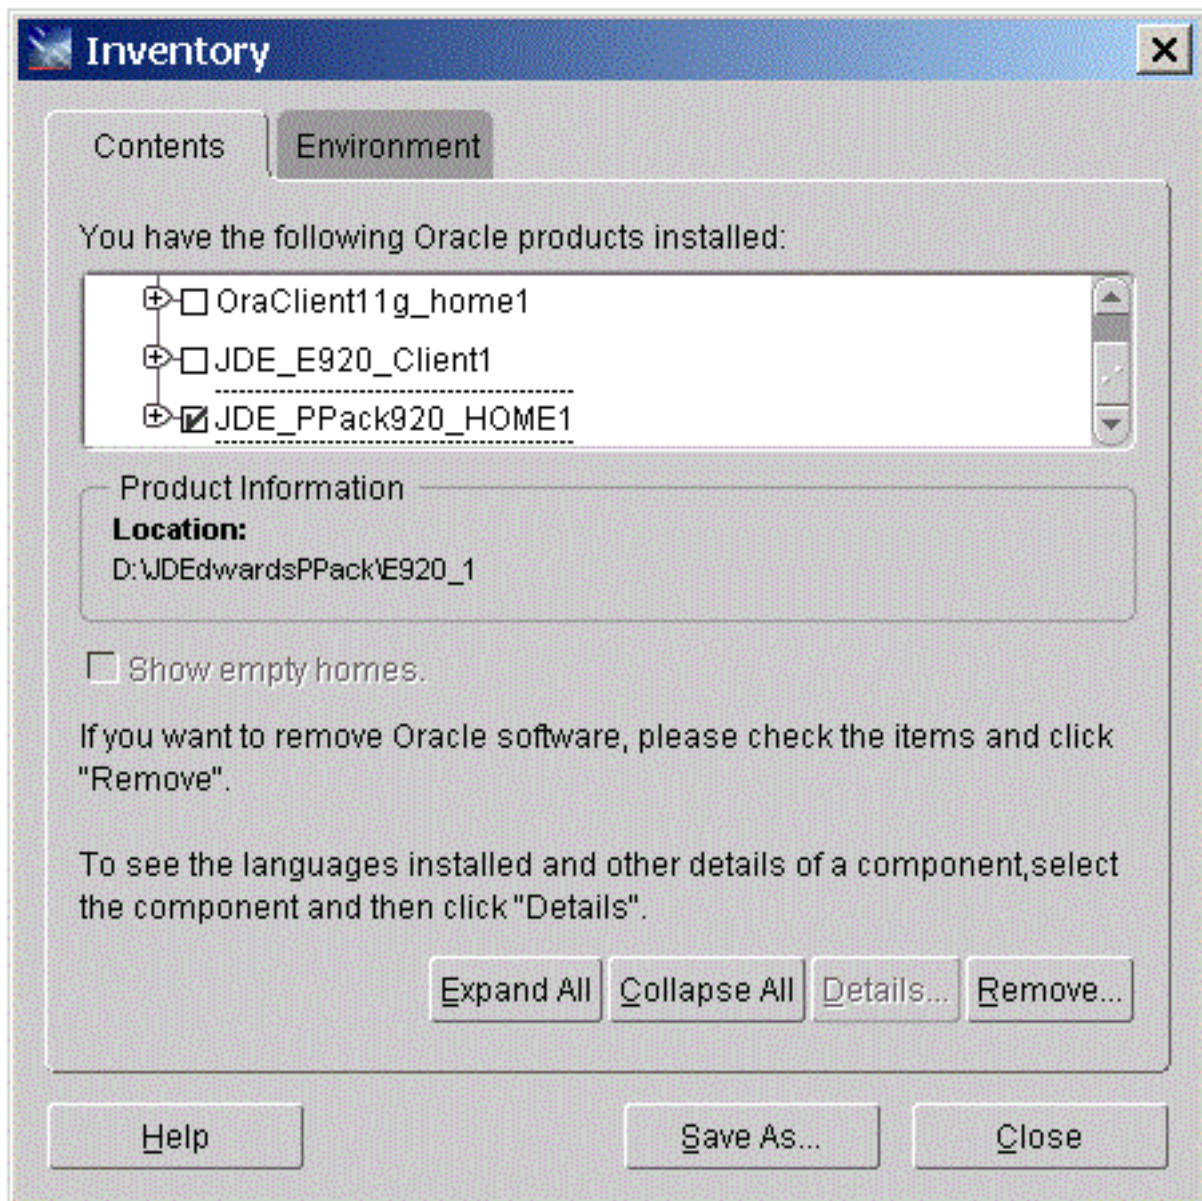 Inventory
Contents
Environment
You have the following Oracle products installed:
OraClient11g_home1
JDE_E920_Client1
JDE_PPack920_HOME1
Product Information
Location:
D:\JDEdwardsPPack\E920_1
Show empty homes.
If you want to remove Oracle software, please check the items and click
"Remove".
To see the languages installed and other details of a component,select
the component and then click "Details".
Expand All
Collapse All
Details...
Remove...
Help
Save As...
Close